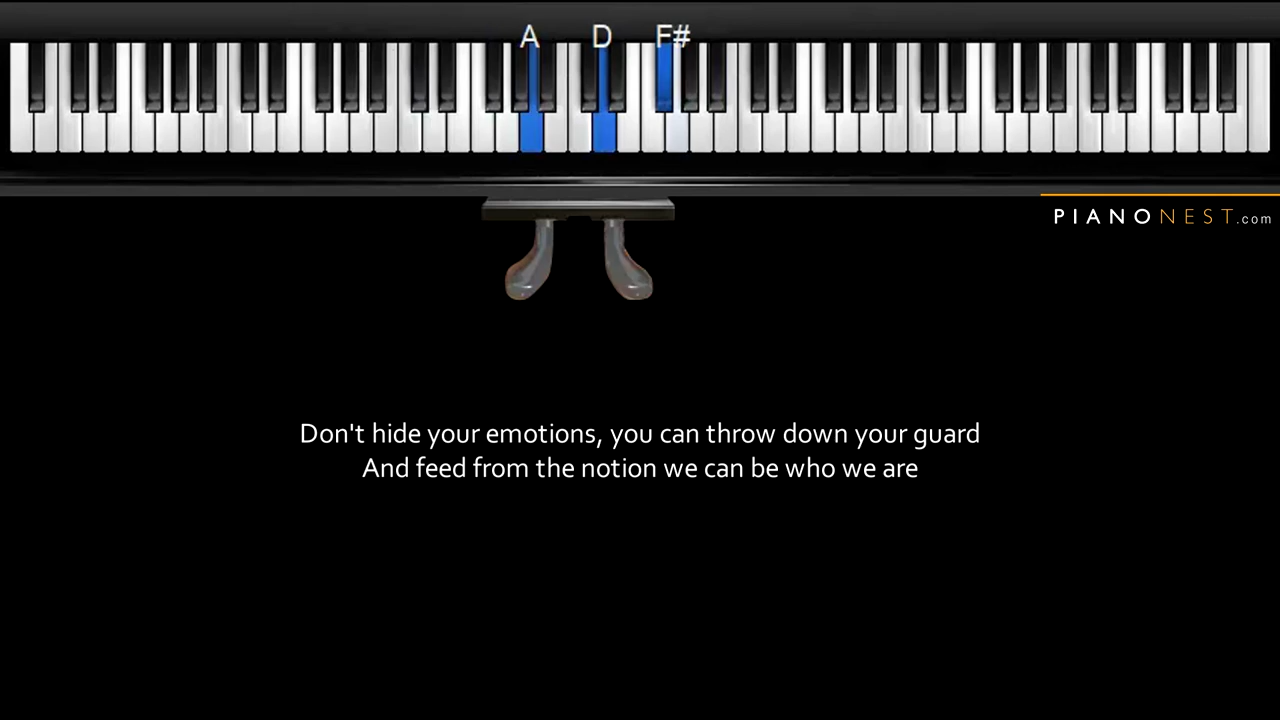 A D F#
PIANONEST.com
Don't hide your emotions, you can throw down your guard
And feed from the notion we can be who we are